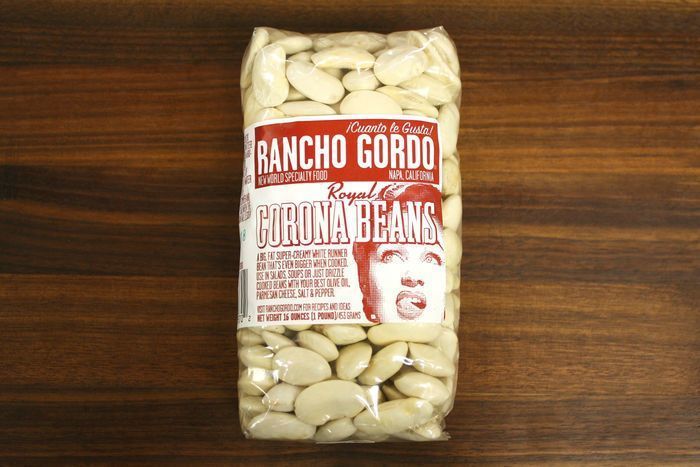 ¡Cuanto le Gusta!
RANCHO GORDO
NEW WORLD SPECIALTY FOOD NAPA, CALIFORNIA
Royal
CORONA BEANS
A BIG, FAT SUPER-CREAMY WHITE RUNNER
BEAN THAT'S EVEN BIGGER WHEN COOKED.
USE IN SALADS, SOUPS OR JUST DRIZZLE
COOKED BEANS WITH YOUR BEST OLIVE OIL,
PARMESAN CHEESE, SALT & PEPPER.
VISIT RANCHOGORDO.COM FOR RECIPES AND IDEAS
NET WEIGHT 16 OUNCES (1 POUND)/453 GRAMS